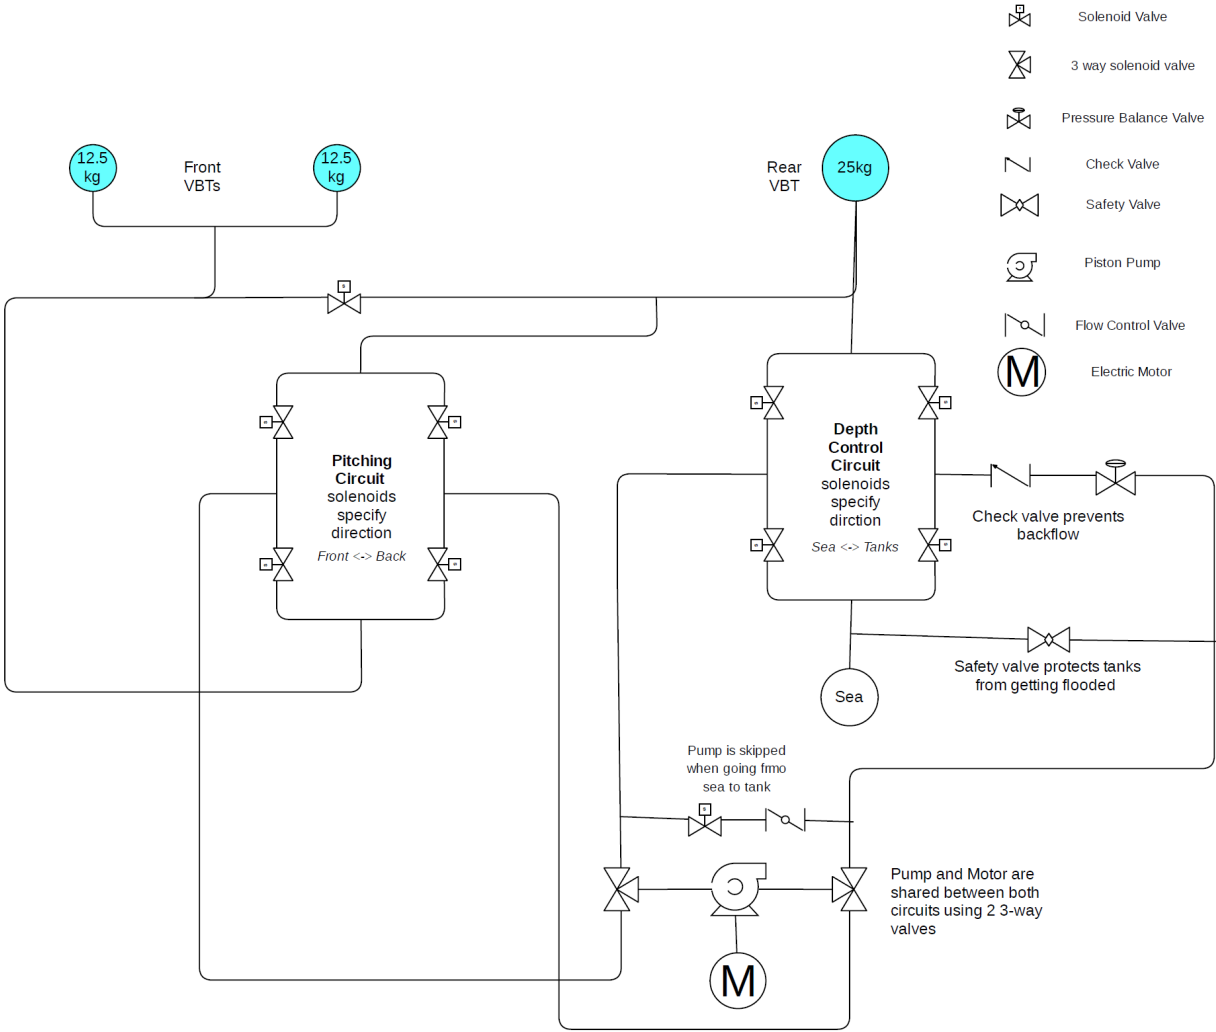 Solenoid Valve
3 way solenoid valve
Pressure Balance Valve
Check Valve
Safety Valve
Piston Pump
Flow Control Valve
M
Electric Motor
12.5
kg
Front
VBTs
12.5
kg
Rear
VBT
25kg
Pitching
Circuit
solenoids
specify
direction
Front <-> Back
Depth
Control
Circuit
solenoids
specify
dirction
Sea <-> Tanks
Check valve prevents
backflow
Safety valve protects tanks
from getting flooded
Sea
Pump is skipped
when going frmo
sea to tank
Pump and Motor are
shared between both
circuits using 2 3-way
valves
M